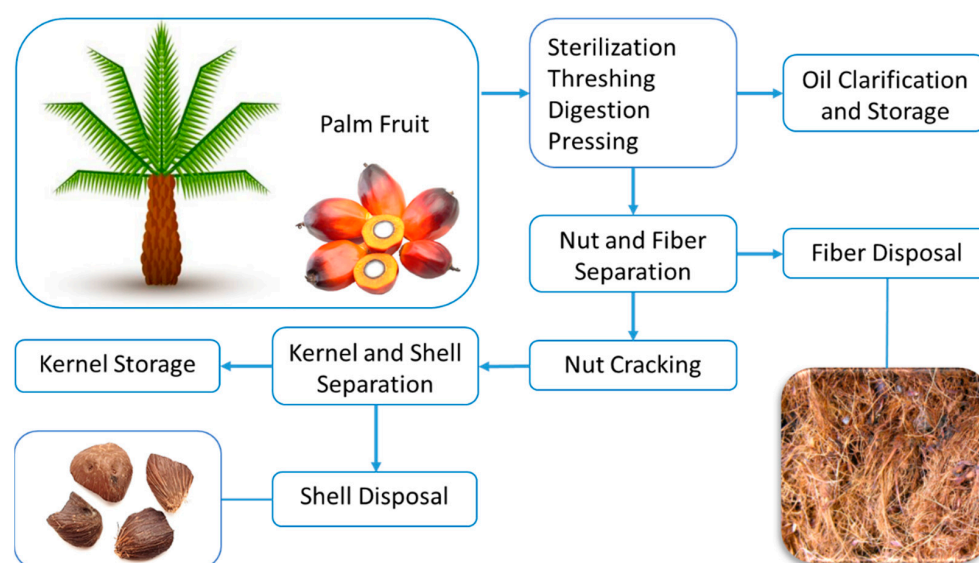 Palm Fruit
Sterilization
Threshing
Digestion
Pressing
Oil Clarification
and Storage
Nut and Fiber
Separation
Fiber Disposal
Kernel Storage
Kernel and Shell
Separation
Nut Cracking
Shell Disposal